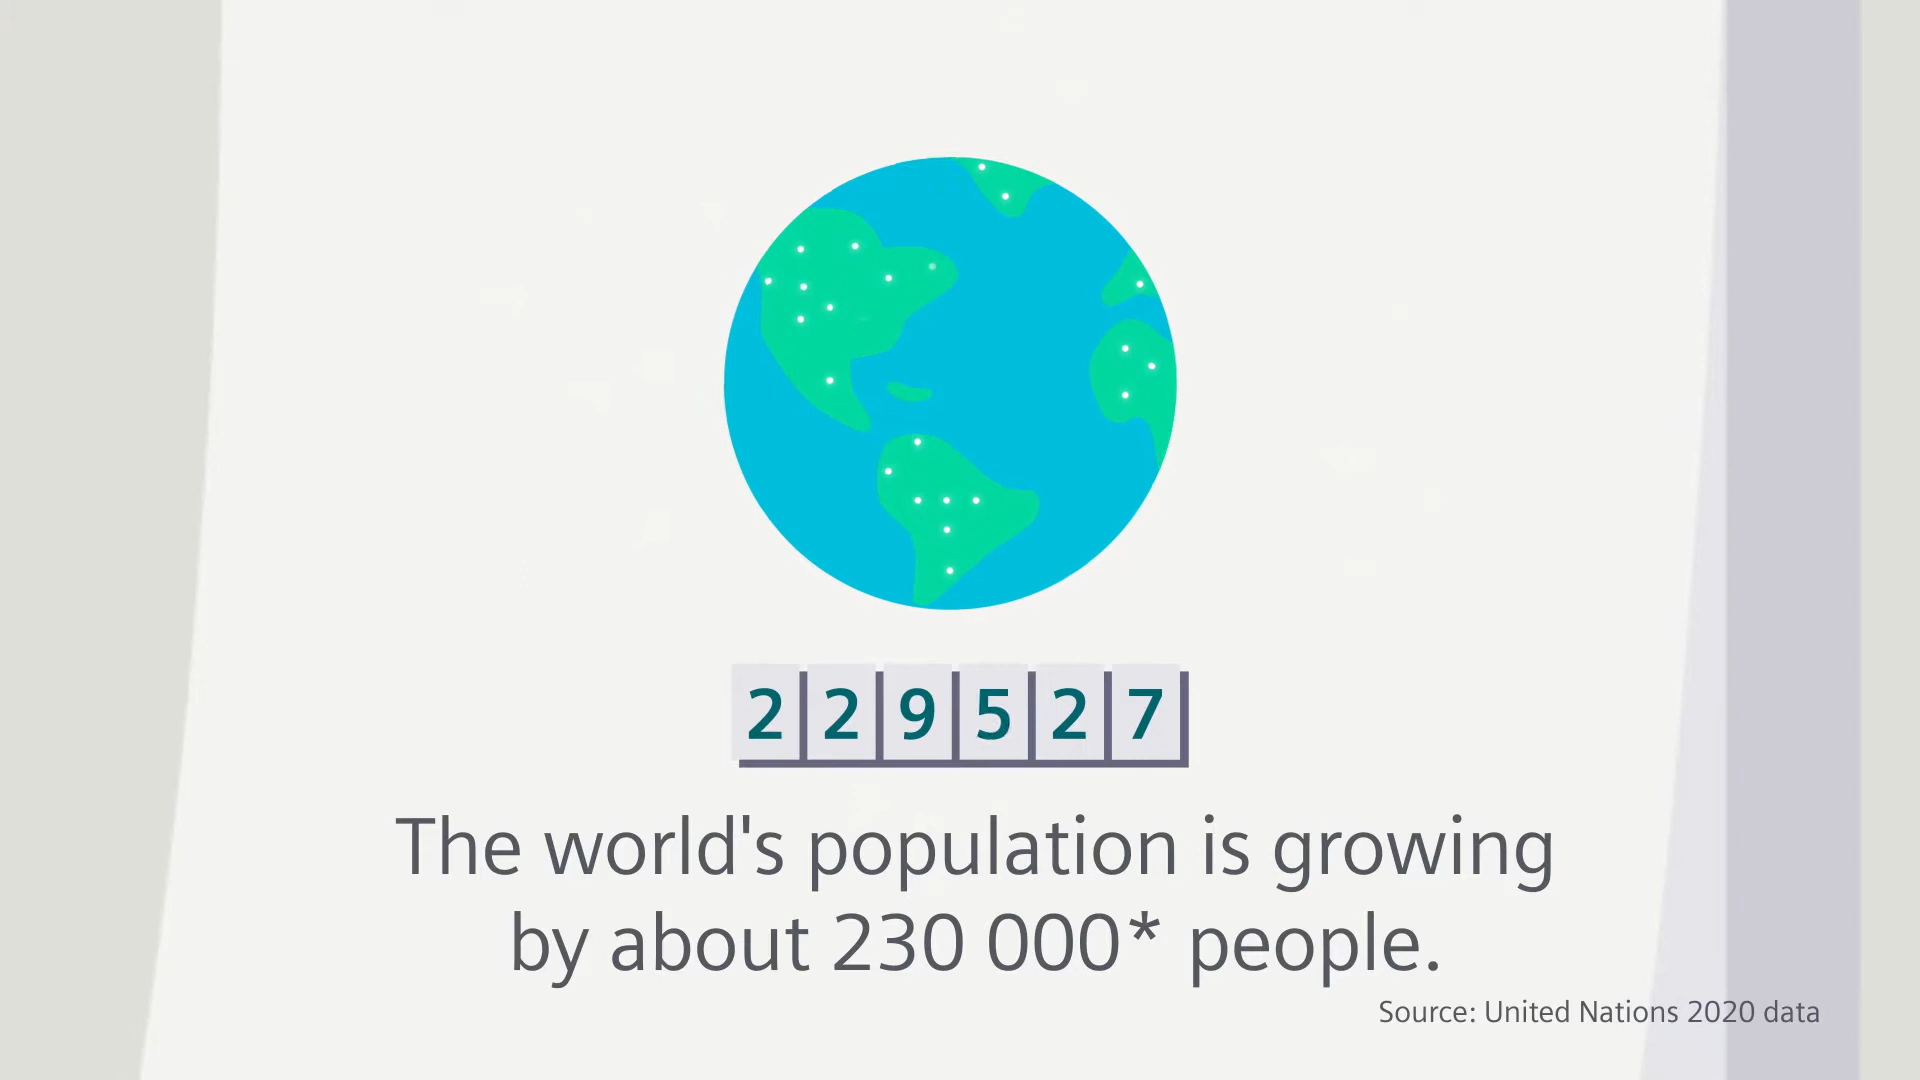 229527
The world's population is growing
by about 230 000* people.
Source: United Nations 2020 data